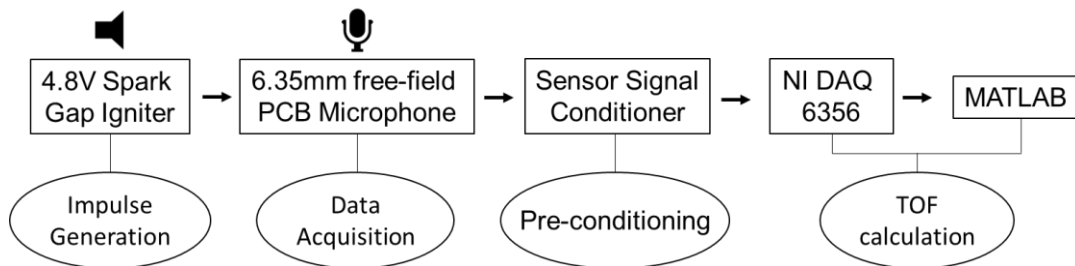 4.8V Spark
Gap Igniter
6.35mm free-field
PCB Microphone
Sensor Signal
Conditioner
NI DAQ
6356
MATLAB
Impulse
Generation
Data
Acquisition
Pre-conditioning
TOF
calculation